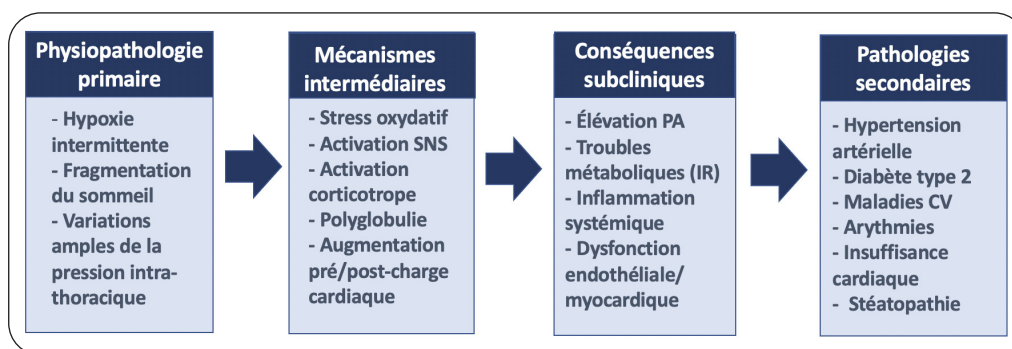 Physiopathologie
primaire
- Hypoxie
intermittente
- Fragmentation
du sommeil
- Variations
amples de la
pression intra-
thoracique
Mécanismes
intermédiaires
- Stress oxydatif
- Activation SNS
- Activation
corticotrope
- Polyglobulie
- Augmentation
pré/post-charge
cardiaque
Conséquences
subcliniques
- Élévation PA
- Troubles
métaboliques (IR)
- Inflammation
systémique
- Dysfonction
endothéliale/
myocardique
Pathologies
secondaires
- Hypertension
artérielle
- Diabète type 2
- Maladies CV
- Arythmies
- Insuffisance
cardiaque
- Stéatopathie